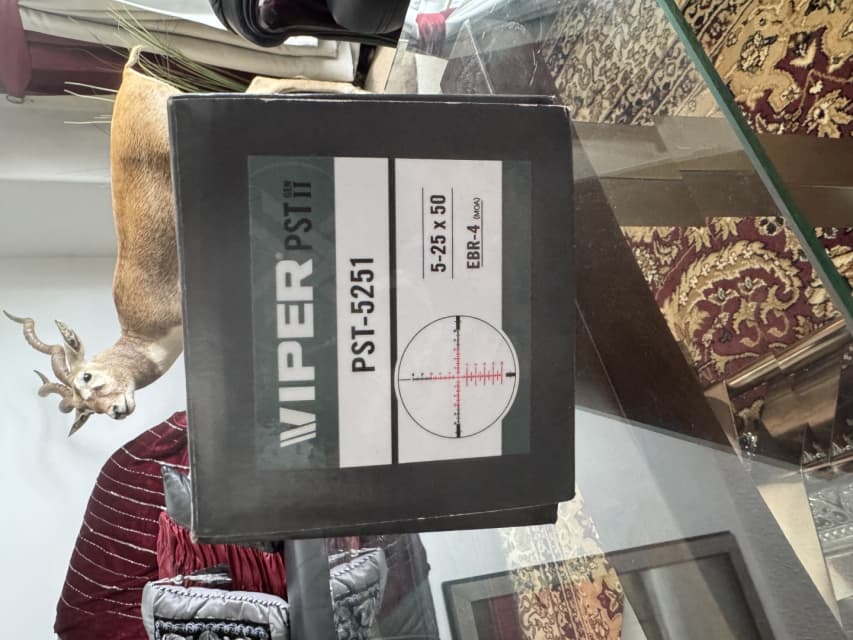 VIPER® PST GEN II
PST-5251
5-25 x 50
EBR-4 (MOA)